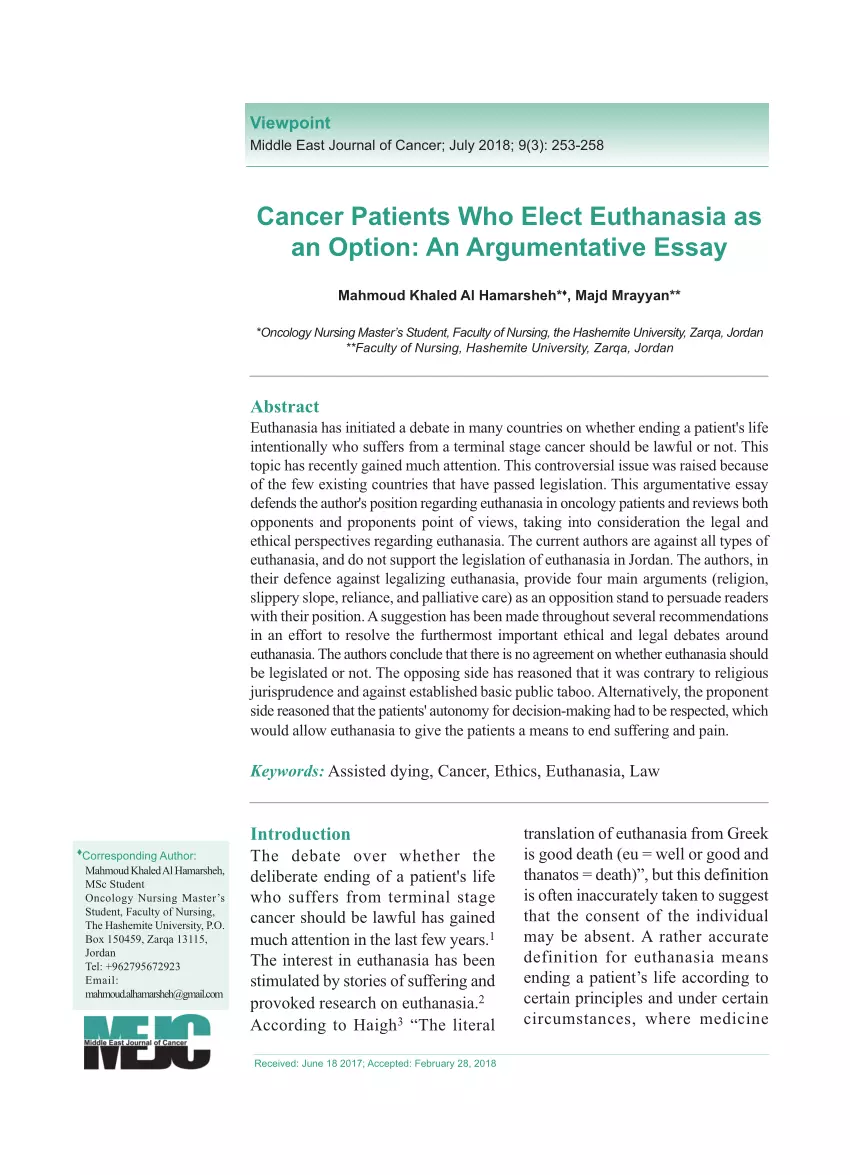 Viewpoint
Middle East Journal of Cancer; July 2018; 9(3): 253-258
Cancer Patients Who Elect Euthanasia as
an Option: An Argumentative Essay
Mahmoud Khaled Al Hamarsheh*♦, Majd Mrayyan**
*Oncology Nursing Master's Student, Faculty of Nursing, the Hashemite University, Zarqa, Jordan
**Faculty of Nursing, Hashemite University, Zarqa, Jordan
Abstract
Euthanasia has initiated a debate in many countries on whether ending a patient's life
intentionally who suffers from a terminal stage cancer should be lawful or not. This
topic has recently gained much attention. This controversial issue was raised because
of the few existing countries that have passed legislation. This argumentative essay
defends the author's position regarding euthanasia in oncology patients and reviews both
opponents and proponents point of views, taking into consideration the legal and
ethical perspectives regarding euthanasia. The current authors are against all types of
euthanasia, and do not support the legislation of euthanasia in Jordan. The authors, in
their defence against legalizing euthanasia, provide four main arguments (religion,
slippery slope, reliance, and palliative care) as an opposition stand to persuade readers
with their position. A suggestion has been made throughout several recommendations
in an effort to resolve the furthermost important ethical and legal debates around
euthanasia. The authors conclude that there is no agreement on whether euthanasia should
be legislated or not. The opposing side has reasoned that it was contrary to religious
jurisprudence and against established basic public taboo. Alternatively, the proponent
side reasoned that the patients' autonomy for decision-making had to be respected, which
would allow euthanasia to give the patients a means to end suffering and pain.
Keywords: Assisted dying, Cancer, Ethics, Euthanasia, Law
Introduction
The debate over whether the
deliberate ending of a patient's life
who suffers from terminal stage
cancer should be lawful has gained
much attention in the last few years.1
The interest in euthanasia has been
stimulated by stories of suffering and
provoked research on euthanasia.2
According to Haigh3 “The literal
translation of euthanasia from Greek
is good death (eu = well or good and
thanatos = death)”, but this definition
is often inaccurately taken to suggest
that the consent of the individual
may be absent. A rather accurate
definition for euthanasia means
ending a patient's life according to
certain principles and under certain
circumstances, where medicine
♦Corresponding Author:
Mahmoud Khaled Al Hamarsheh,
MSc Student
Oncology Nursing Master's
Student, Faculty of Nursing,
The Hashemite University, P.O.
Box 150459, Zarqa 13115,
Jordan
Tel: +962795672923
Email:
mahmoud.alhamarsheh@gmail.com
MEJC
Middle East Journal of Cancer
Received: June 18 2017; Accepted: February 28, 2018